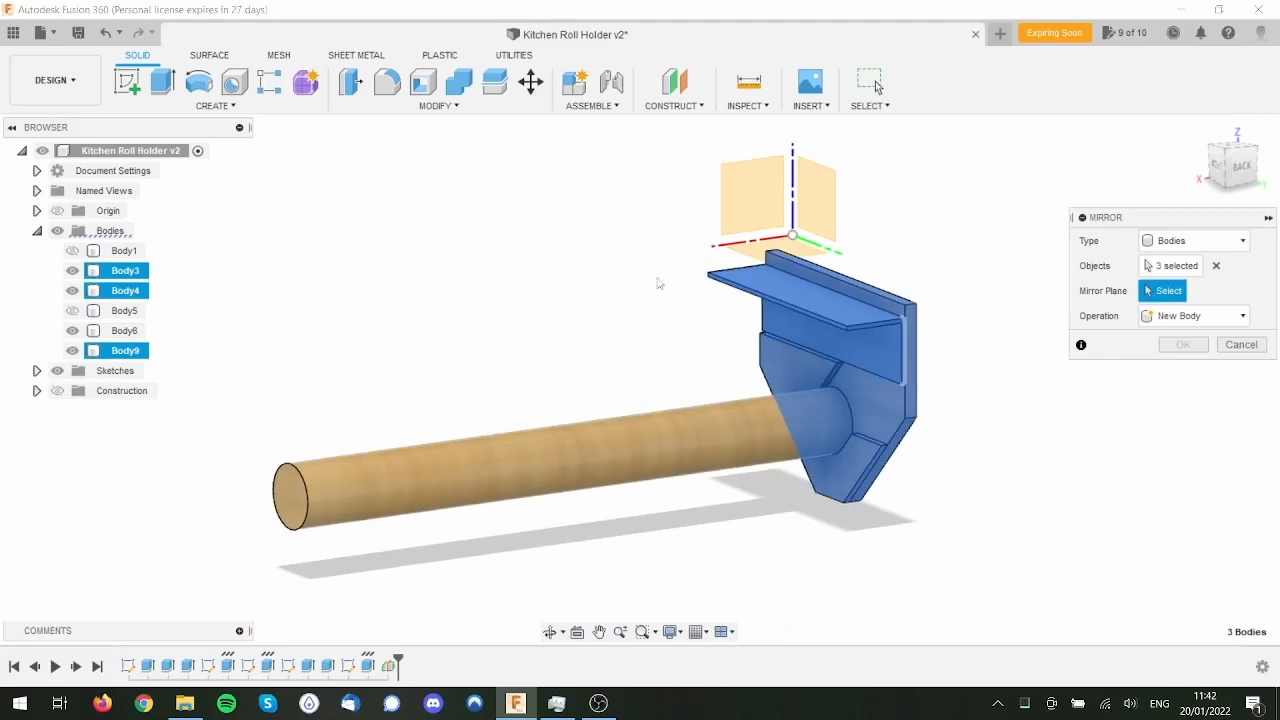 Autodesk Fusion 360 (Personal license expires in 27 days)
Kitchen Roll Holder v2*
Expiring Soon
9 of 10
DESIGN
SOLID
SURFACE
MESH
SHEET METAL
PLASTIC
UTILITIES
CREATE
MODIFY
ASSEMBLE
CONSTRUCT
INSPECT
INSERT
SELECT
BROWSER
Kitchen Roll Holder v2
Document Settings
Named Views
Origin
Bodies
Body1
Body3
Body4
Body5
Body6
Body9
Sketches
Construction
Z
X
BACK
MIRROR
Type
Bodies
Objects
3 selected
Mirror Plane
Select
Operation
New Body
OK
Cancel
COMMENTS
3 Bodies
11:42
20/01/2022